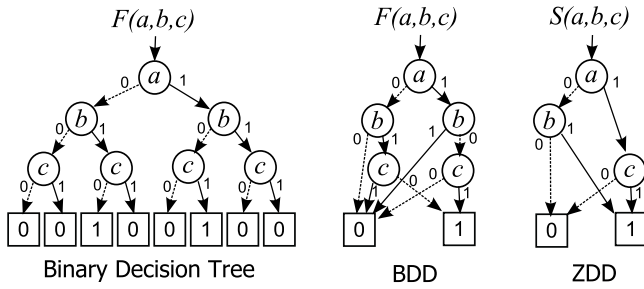 F(a,b,c)
0 a 1
0 b 1 0 b 1
0 c 1 0 c 1 0 c 1 0 c 1
0 0 1 0 0 1 0 0
Binary Decision Tree
F(a,b,c)
0 a 1
0 b 1 1 b 0
c 1 0 0 c 1
0 1
BDD
S(a,b,c)
0 a 1
0 b 1
0 c 1
0 1
ZDD